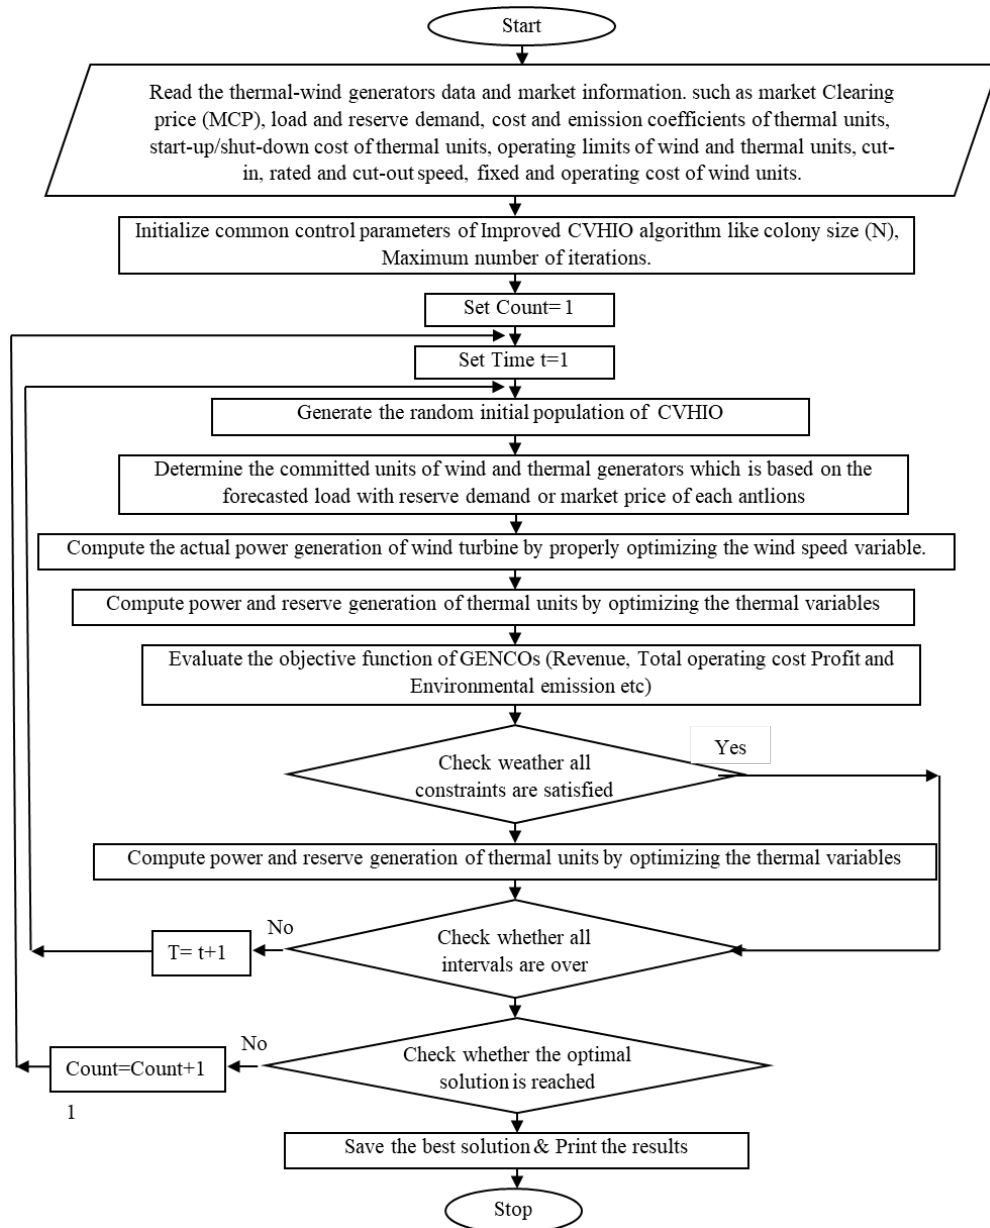 Start
Read the thermal-wind generators data and market information. such as market Clearing
price (MCP), load and reserve demand, cost and emission coefficients of thermal units,
start-up/shut-down cost of thermal units, operating limits of wind and thermal units, cut-
in, rated and cut-out speed, fixed and operating cost of wind units.
Initialize common control parameters of Improved CVHIO algorithm like colony size (N),
Maximum number of iterations.
Set Count= 1
Set Time t=1
Generate the random initial population of CVHIO
Determine the committed units of wind and thermal generators which is based on the
forecasted load with reserve demand or market price of each antlions
Compute the actual power generation of wind turbine by properly optimizing the wind speed variable.
Compute power and reserve generation of thermal units by optimizing the thermal variables
Evaluate the objective function of GENCOs (Revenue, Total operating cost Profit and
Environmental emission etc)
Yes
Check weather all
constraints are satisfied
Compute power and reserve generation of thermal units by optimizing the thermal variables
No
T= t+1
Check whether all
intervals are over
No
Count=Count+1
1
Check whether the optimal
solution is reached
Save the best solution & Print the results
Stop